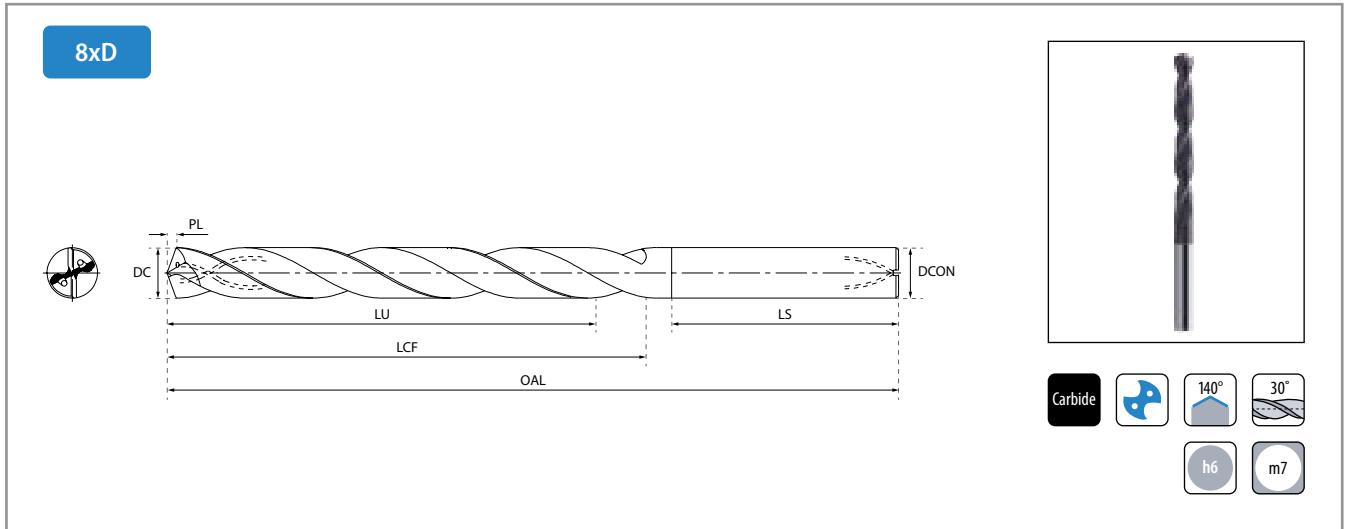 8xD
PL
DC
DCON
LU
LS
LCF
OAL
Carbide
140°
30°
h6
m7